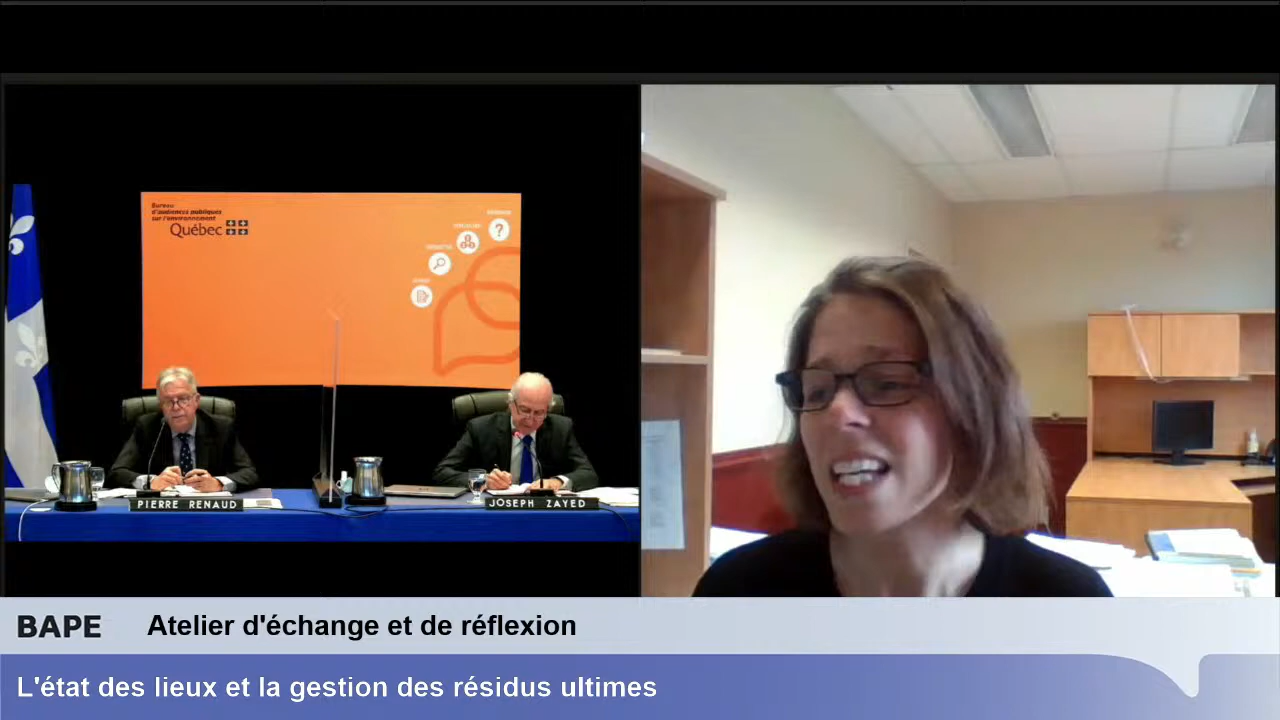 Bureau
d'audiences publiques
sur l'environnement
Québec
?
PIERRE RENAUD
JOSEPH ZAYED
BAPE
Atelier d'échange et de réflexion
L'état des lieux et la gestion des résidus ultimes